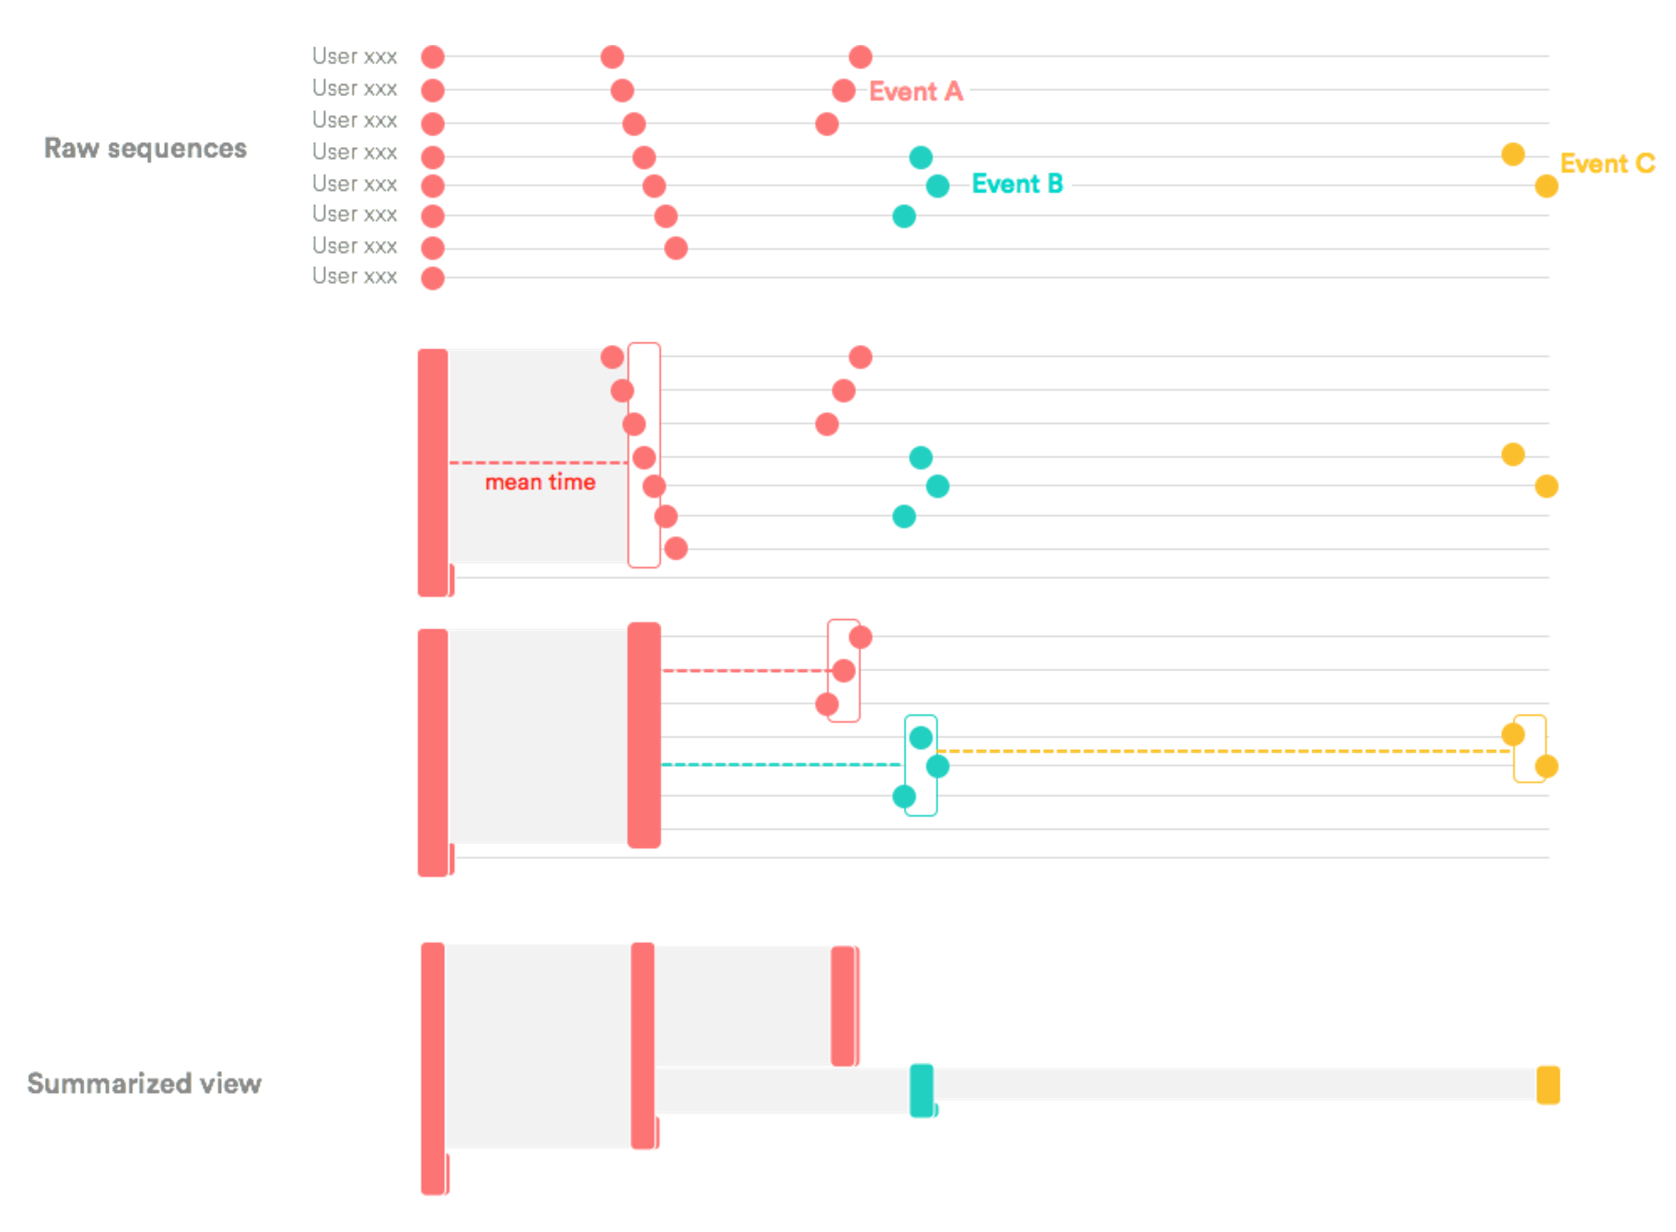 User xxx
User xxx
Event A
User xxx
Raw sequences
User xxx
Event C
User xxx
Event B
User xxx
User xxx
User xxx
mean time
Summarized view